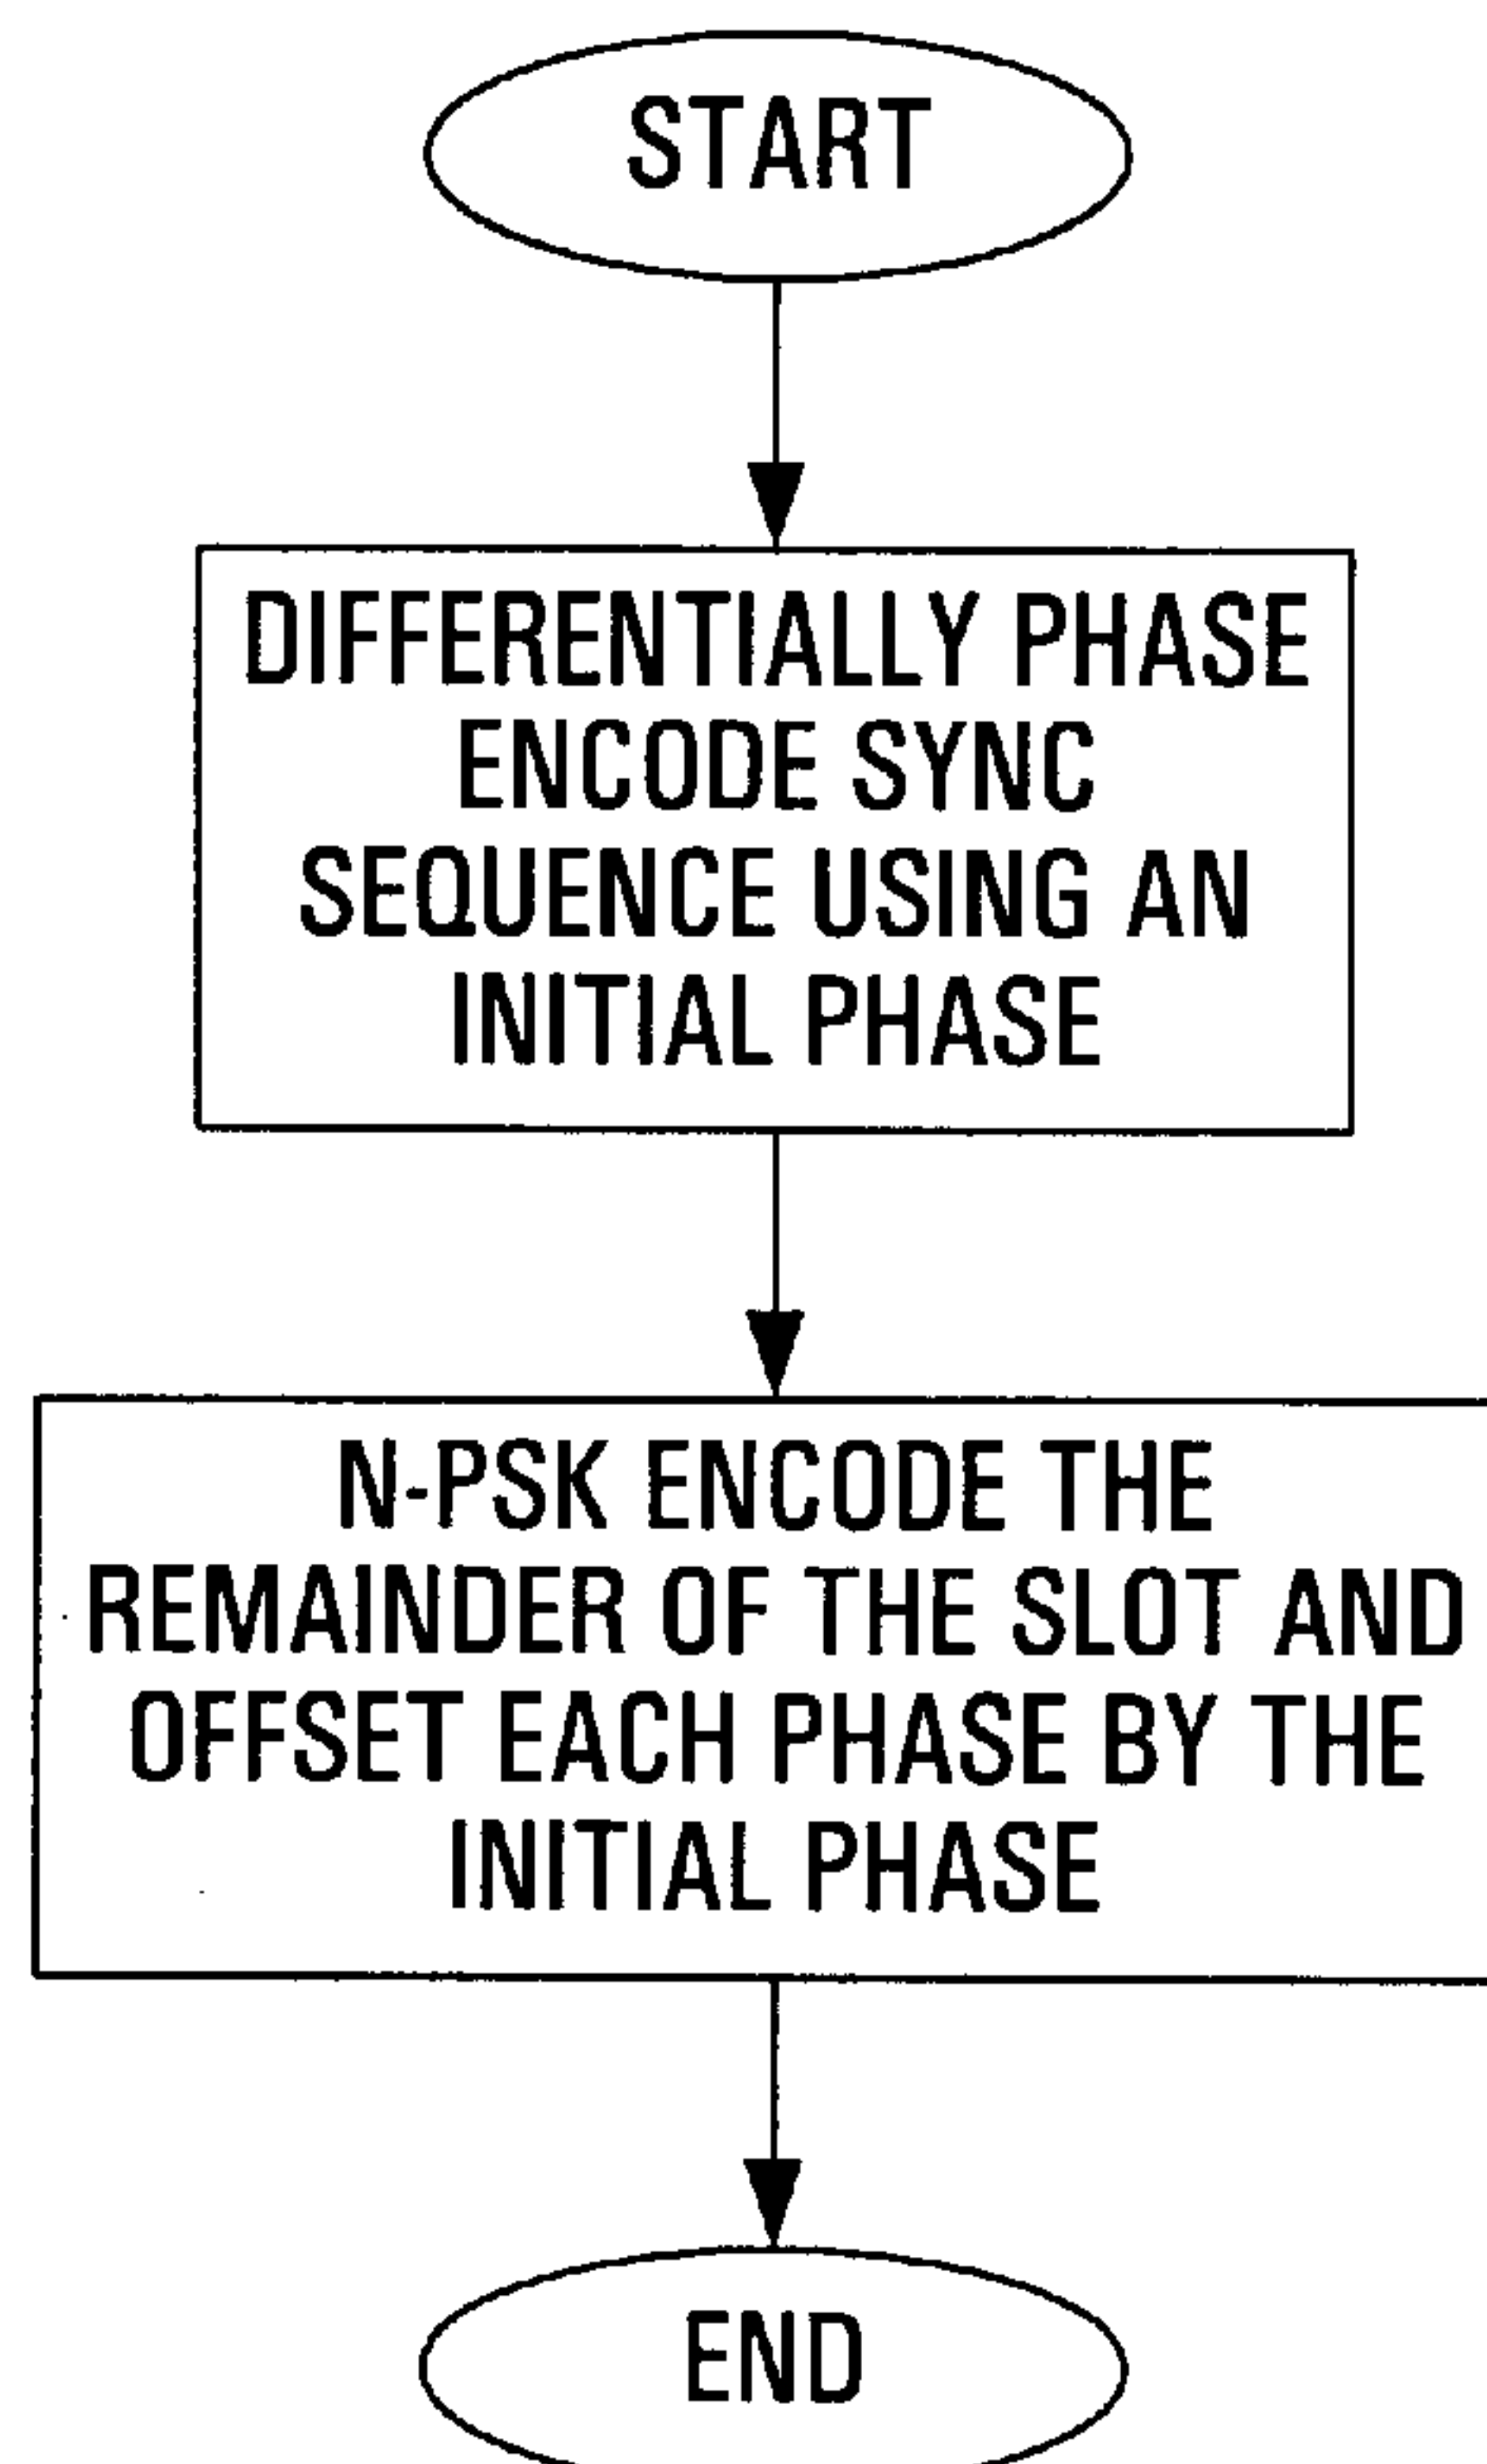 START
DIFFERENTIALLY PHASE
ENCODE SYNC
SEQUENCE USING AN
INITIAL PHASE
N-PSK ENCODE THE
REMAINDER OF THE SLOT AND
OFFSET EACH PHASE BY THE
INITIAL PHASE
END